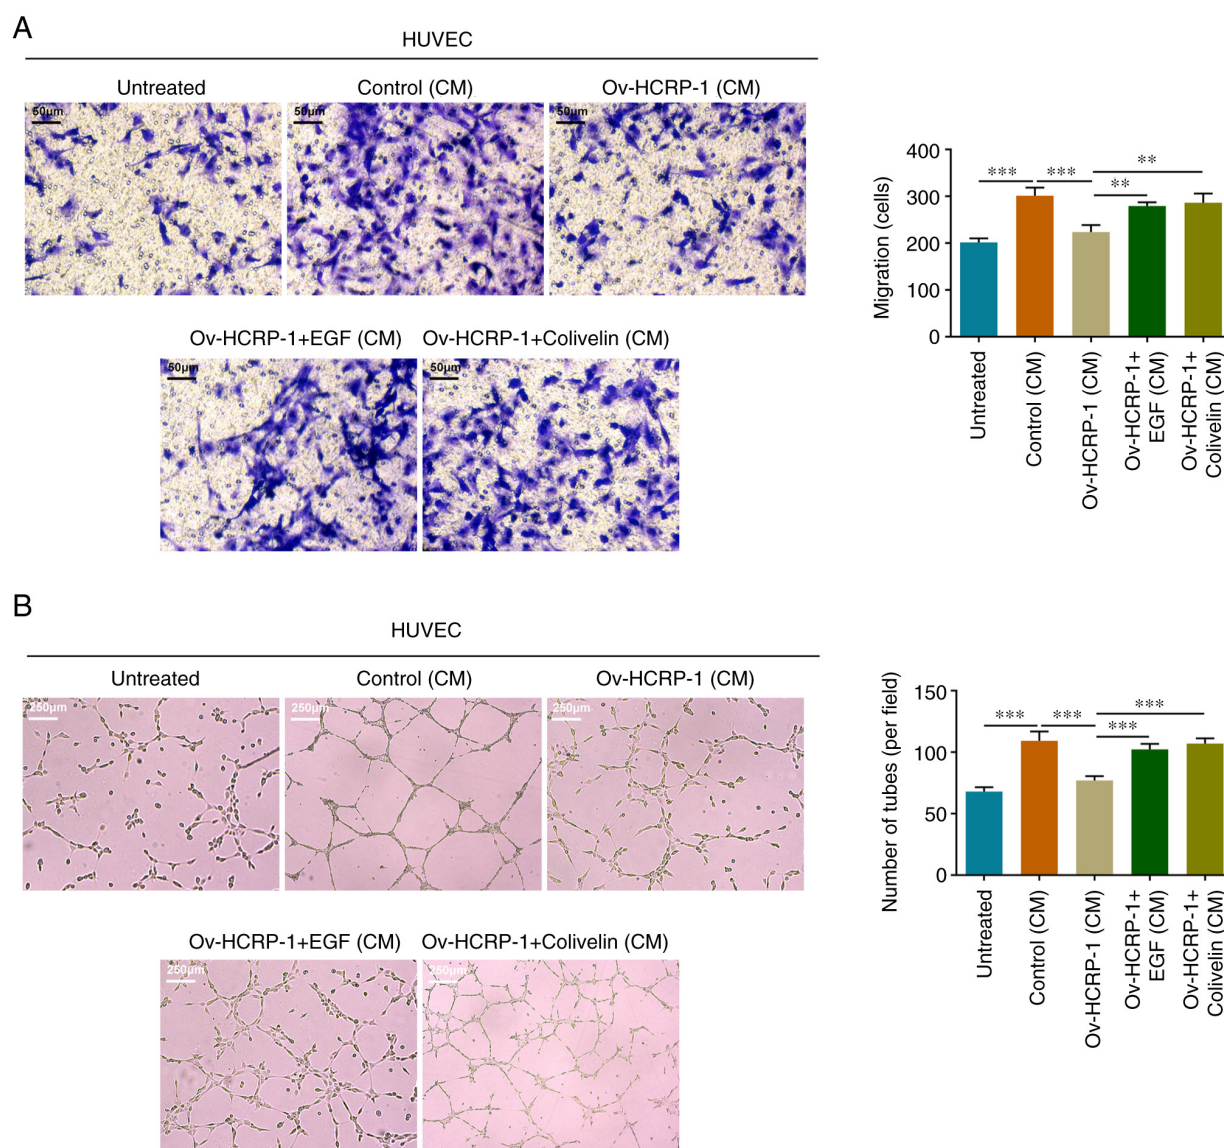 A
HUVEC
Untreated
Control (CM)
Ov-HCRP-1 (CM)
50μm
50μm
50μm
Ov-HCRP-1+EGF (CM)
Ov-HCRP-1+Colivelin (CM)
50μm
50μm
Migration (cells)
400
300
200
100
0
***
***
**
**
Untreated
Control (CM)
Ov-HCRP-1 (CM)
Ov-HCRP-1+
EGF (CM)
Ov-HCRP-1+
Colivelin (CM)
B
HUVEC
Untreated
Control (CM)
Ov-HCRP-1 (CM)
250μm
250μm
250μm
Ov-HCRP-1+EGF (CM)
Ov-HCRP-1+Colivelin (CM)
250μm
250μm
Number of tubes (per field)
150
100
50
0
***
***
***
***
Untreated
Control (CM)
Ov-HCRP-1 (CM)
Ov-HCRP-1+
EGF (CM)
Ov-HCRP-1+
Colivelin (CM)